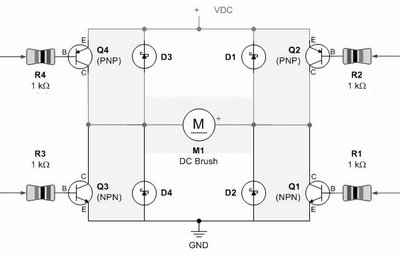 + VDC
E
B
C
Q4
(PNP)
D3
D1
Q2
(PNP)
E
B
C
R4
1 kΩ
R2
1 kΩ
M
+
M1
DC Brush
R3
1 kΩ
B
C
E
Q3
(NPN)
D4
D2
Q1
(NPN)
C
B
E
R1
1 kΩ
GND